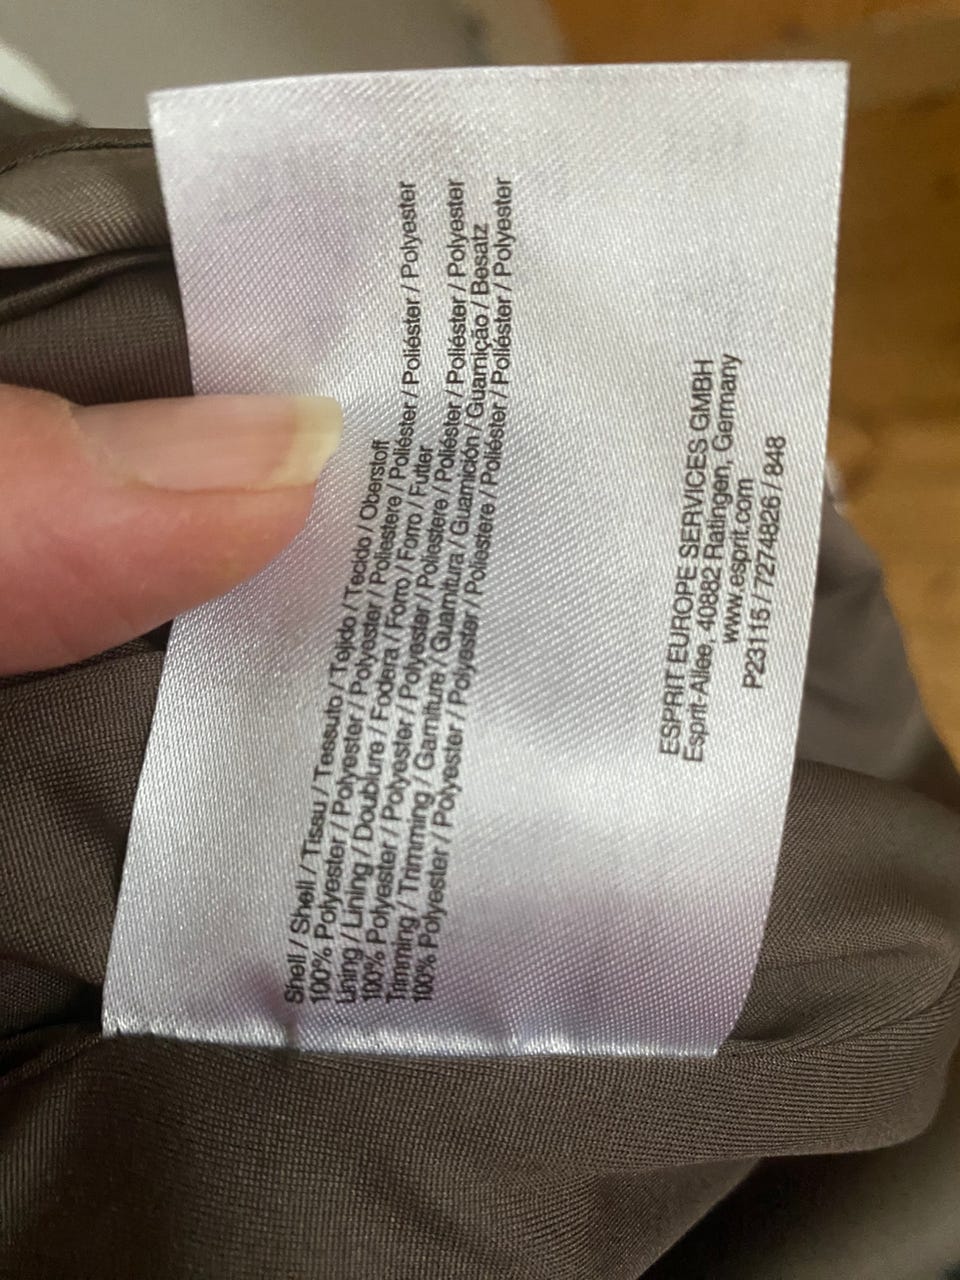 Shell / Shell / Tissu / Tessuto / Tejido / Tecido / Oberstoff
100% Polyester / Polyester / Polyester / Poliestere / Poliéster / Poliéster / Polyester
Lining / Lining / Doublure / Fodera / Forro / Forro / Futter
100% Polyester / Polyester / Polyester / Poliestere / Poliéster / Poliéster / Polyester
Trimming / Trimming / Garniture / Guarnitura / Guarnición / Guarnição / Besatz
100% Polyester / Polyester / Polyester / Poliestere / Poliéster / Poliéster / Polyester
ESPRIT EUROPE SERVICES GMBH
Esprit-Allee, 40882 Ratingen, Germany
www.esprit.com
P23115 / 7274826 / 848